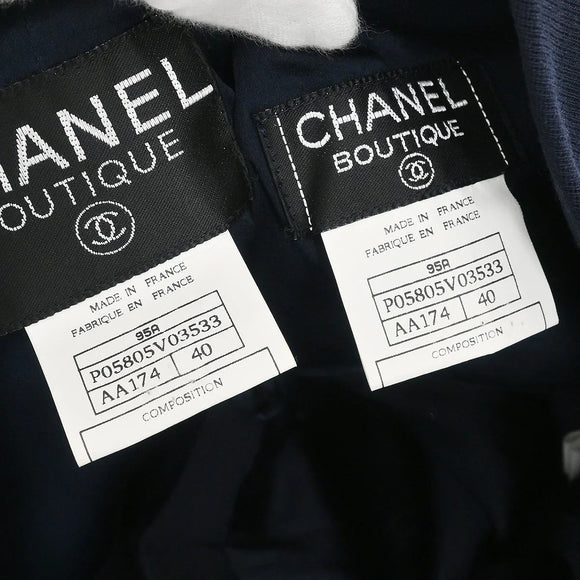 HANEL
OUTIQUE
MADE IN FRANCE
FABRIQUE EN FRANCE
95A
P05805V03533
AA174 40
COMPOSITION
CHANEL
BOUTIQUE
MADE IN FRANCE
FABRIQUE EN FRANCE
95A
P05805V03533
AA174 40
COMPOSITION